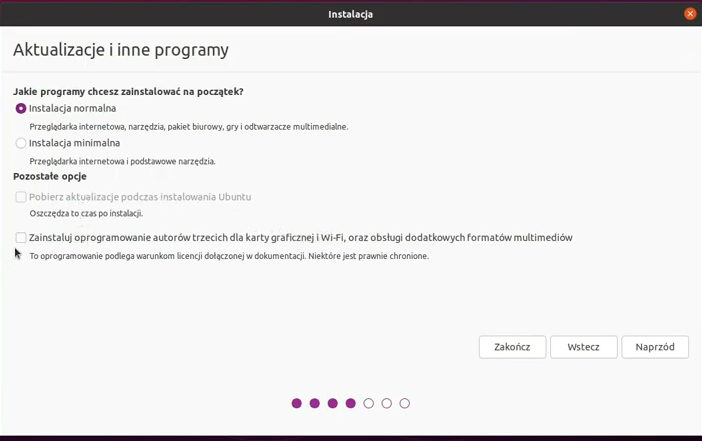 Instalacja
Aktualizacje i inne programy
Jakie programy chcesz zainstalować na początek?
Instalacja normalna
Przeglądarka internetowa, narzędzia, pakiet biurowy, gry i odtwarzacze multimedialne.
Instalacja minimalna
Przeglądarka internetowa i podstawowe narzędzia.
Pozostałe opcje
Pobierz aktualizacje podczas instalowania Ubuntu
Oszczędza to czas po instalacji.
Zainstaluj oprogramowanie autorów trzecich dla karty graficznej i Wi-Fi, oraz obsługi dodatkowych formatów multimediów
To oprogramowanie podlega warunkom licencji dołączonej w dokumentacji. Niektóre jest prawnie chronione.
Zakończ Wstecz Naprzód